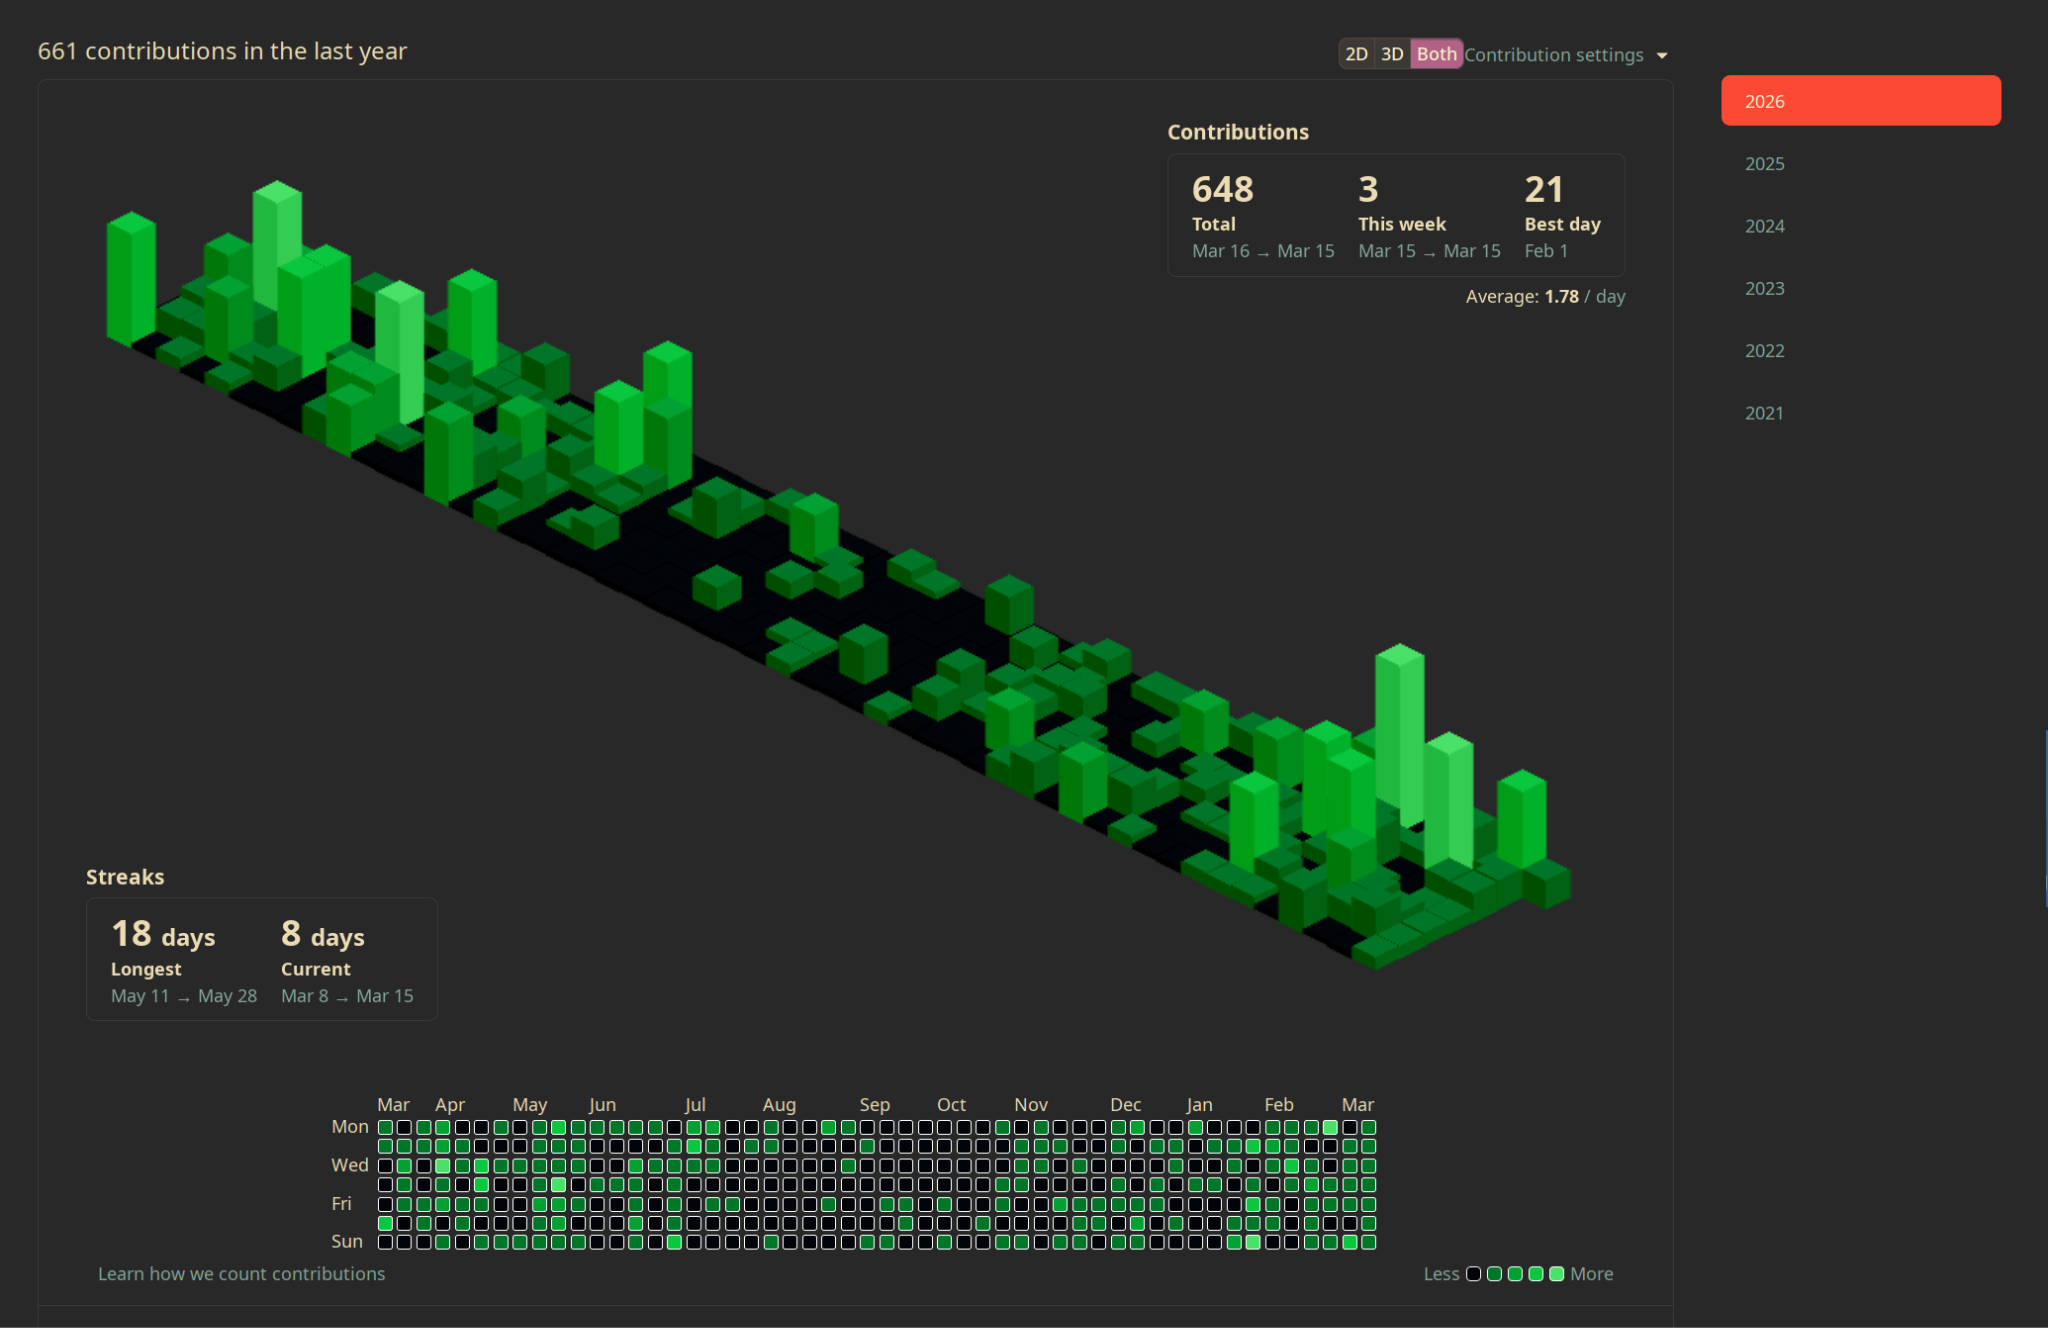 661 contributions in the last year
2D 3D Both Contribution settings
2026
2025
2024
2023
2022
2021
Contributions
648 3 21
Total This week Best day
Mar 16 → Mar 15 Mar 15 → Mar 15 Feb 1
Average: 1.78 / day
Streaks
18 days 8 days
Longest Current
May 11 → May 28 Mar 8 → Mar 15
Mar Apr May Jun Jul Aug Sep Oct Nov Dec Jan Feb Mar
Mon
Wed
Fri
Sun
Learn how we count contributions
Less More